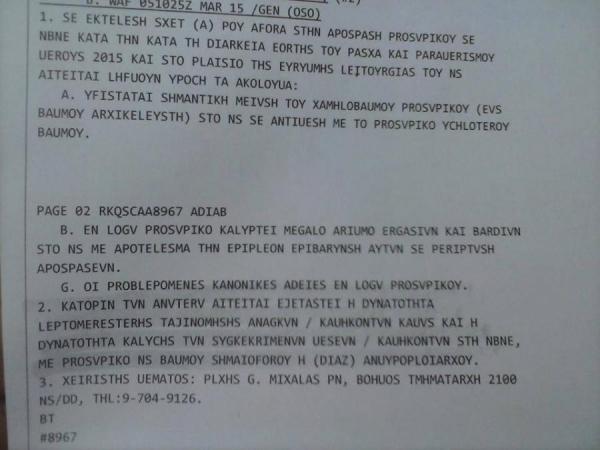 B. WAF 051025Z MAR 15 /GEN (OSO)
1. SE EKTELESH SXET (A) POY AFORA STHN APOSPASH PROSVPIKOY SE
NBNE KATA THN KATA TH DIARKEIA EORTHS TOY PASXA KAI PARAUERISMOY
UEROYS 2015 KAI STO PLAISIO THS EYRYUMHS LEITOYRGIAS TOY NS
AITEITAI LHFUOYN YPOCH TA AKOLOYUA:
A. YFISTATAI SHMANTIKH MEIVSH TOY XAMHLOBAUMOY PROSVPIKOY (EVS
BAUMOY ARXIKELEYSTH) STO NS SE ANTIUESH ME TO PROSVPIKO YCHLOTEROY
BAUMOY.
PAGE 02 RKQSCAA8967 ADIAB
B. EN LOGV PROSVPIKO KALYPTEI MEGALO ARIUMO ERGASIVN KAI BARDIVN
STO NS ME APOTELESMA THN EPIPLEON EPIBARYNSH AYTVN SE PERIPTVSH
APOSPASEVN.
G. OI PROBLEPOMENES KANONIKES ADEIES EN LOGV PROSVPIKOY.
2. KATOPIN TVN ANVTERV AITEITAI EJETASTEI H DYNATOTHTA
LEPTOMERESTERHS TAJINOMHSHS ANAGKVN / KAUHKONTVN KAUVS KAI H
DYNATOTHTA KALYCHS TVN SYGKEKRIMENVN UESEVN / KAUHKONTVN STH NBNE,
ME PROSVPIKO NS BAUMOY SHMAIOFOROY H (DIAZ) ANUYPOPLOIARXOY.
3. XEIRISTHS UEMATOS: PLXHS G. MIXALAS PN, BOHUOS TMHMATARXH 2100
NS/DD, THL:9-704-9126.
BT
#8967